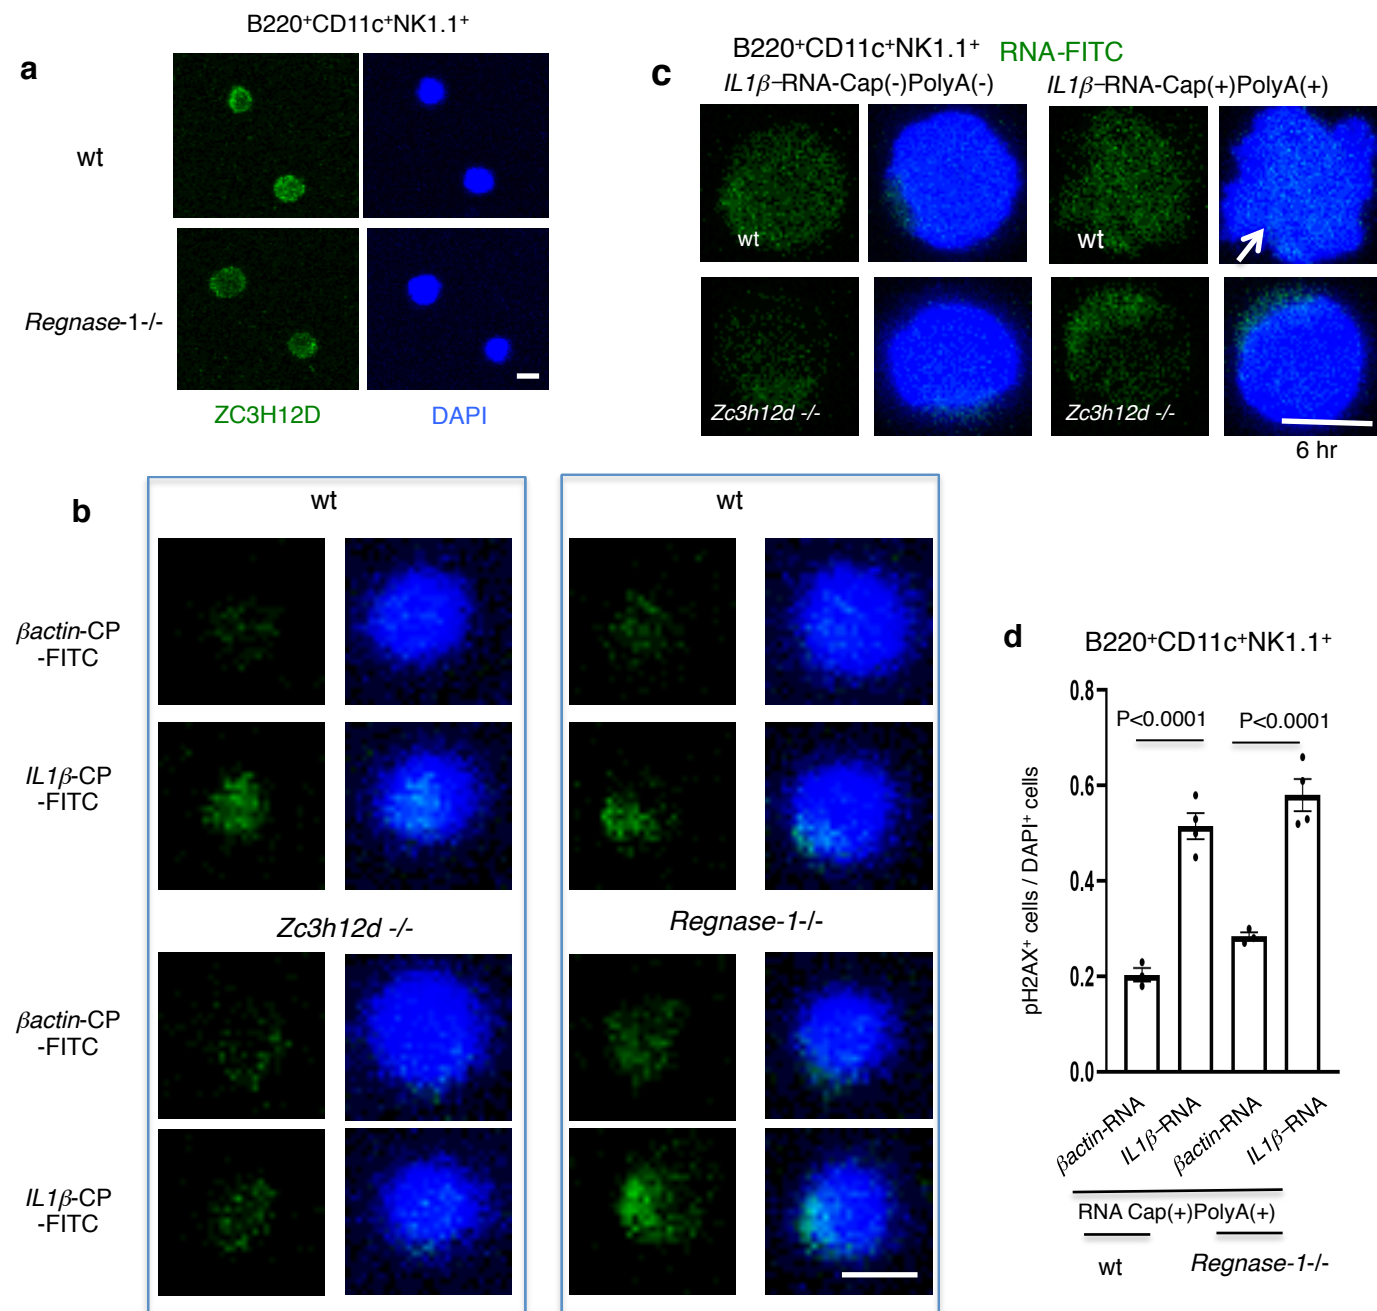 a
B220⁺CD11c⁺NK1.1⁺
wt
Regnase-1-/-
ZC3H12D
DAPI
c
B220⁺CD11c⁺NK1.1⁺ RNA-FITC
IL1β–RNA-Cap(-)PolyA(-)
IL1β–RNA-Cap(+)PolyA(+)
wt
wt
Zc3h12d -/-
Zc3h12d -/-
6 hr
b
wt
wt
βactin-CP
-FITC
IL1β-CP
-FITC
Zc3h12d -/-
Regnase-1-/-
βactin-CP
-FITC
IL1β-CP
-FITC
d
B220⁺CD11c⁺NK1.1⁺
P<0.0001
P<0.0001
pH2AX⁺ cells / DAPI⁺ cells
0.8
0.6
0.4
0.2
0.0
βactin-RNA
IL1β–RNA
βactin-RNA
IL1β–RNA
RNA Cap(+)PolyA(+)
wt
Regnase-1-/-